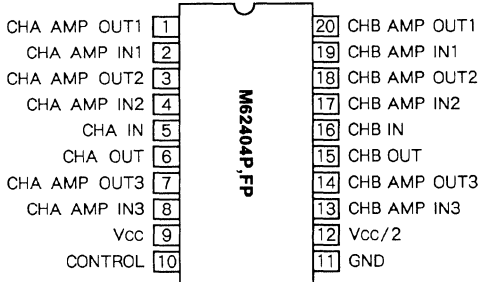 CHA AMP OUT1 1 20 CHB AMP OUT1
CHA AMP IN1 2 19 CHB AMP IN1
CHA AMP OUT2 3 18 CHB AMP OUT2
CHA AMP IN2 4 17 CHB AMP IN2
CHA IN 5 16 CHB IN
CHA OUT 6 15 CHB OUT
CHA AMP OUT3 7 14 CHB AMP OUT3
CHA AMP IN3 8 13 CHB AMP IN3
Vcc 9 12 Vcc/2
CONTROL 10 11 GND
M62404P,FP